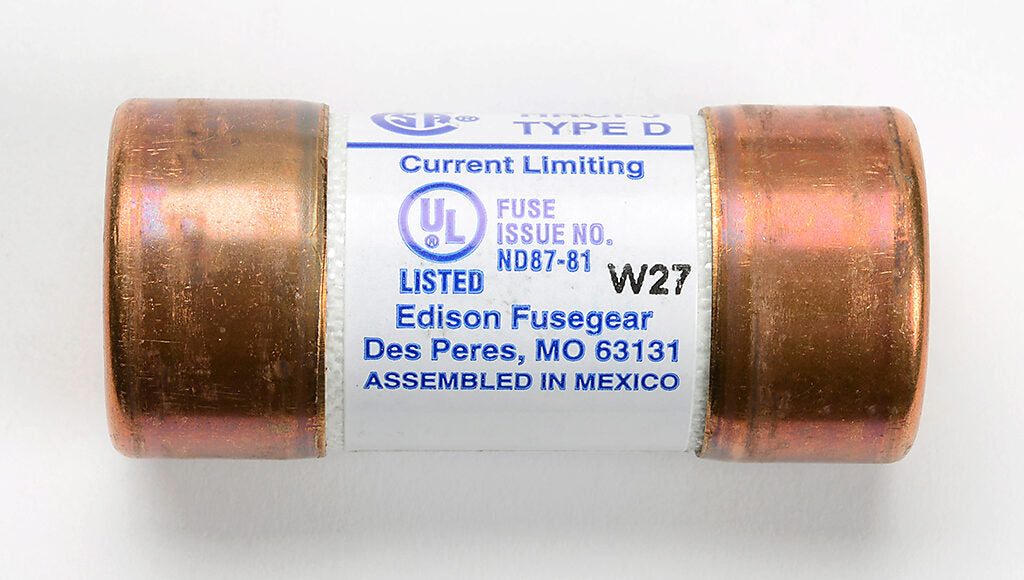 ®
TYPE D
Current Limiting
UL®
LISTED
FUSE
ISSUE NO.
ND87-81
W27
Edison Fusegear
Des Peres, MO 63131
ASSEMBLED IN MEXICO